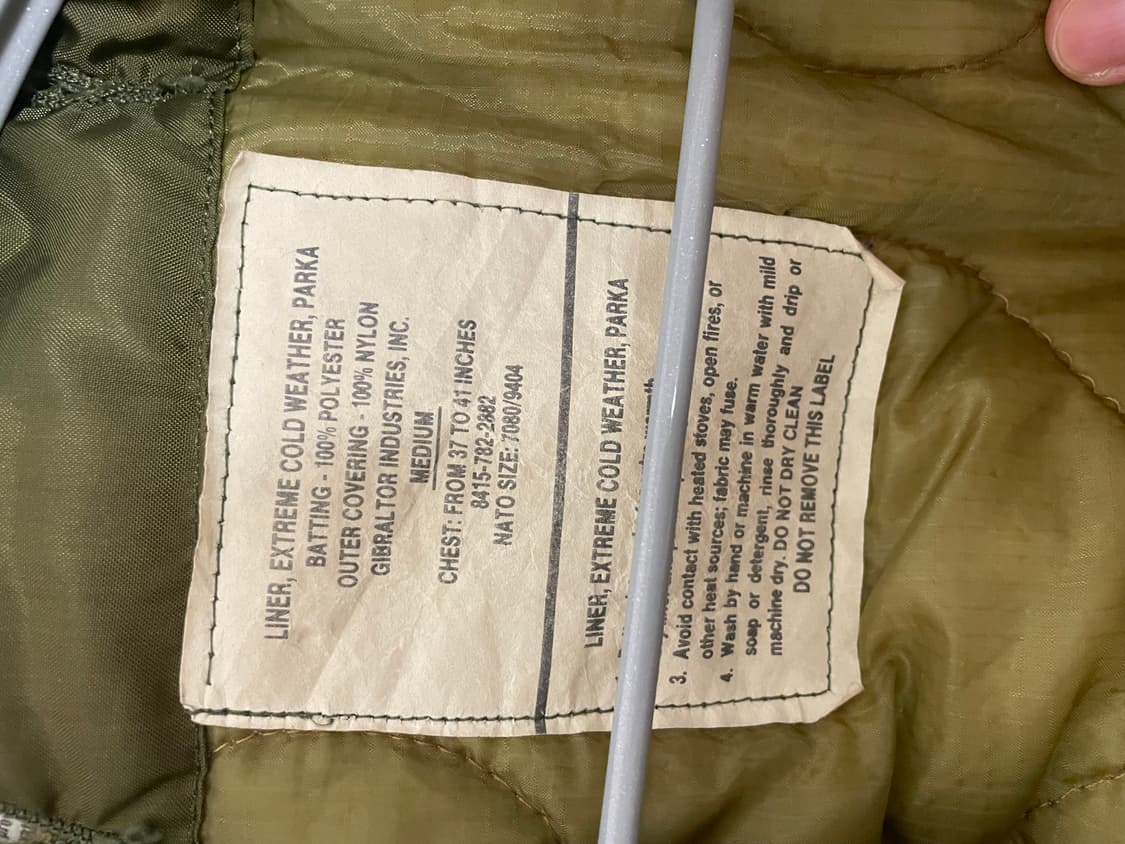 LINER, EXTREME COLD WEATHER, PARKA
BATTING - 100% POLYESTER
OUTER COVERING - 100% NYLON
GIBRALTOR INDUSTRIES, INC.
MEDIUM
CHEST: FROM 37 TO 41 INCHES
8415-782-2882
NATO SIZE: 7080/9404
LINER, EXTREME COLD WEATHER, PARKA
3. Avoid contact with heated stoves, open fires, or
other heat sources; fabric may fuse.
4. Wash by hand or machine in warm water with mild
soap or detergent, rinse thoroughly and drip or
machine dry. DO NOT DRY CLEAN
DO NOT REMOVE THIS LABEL